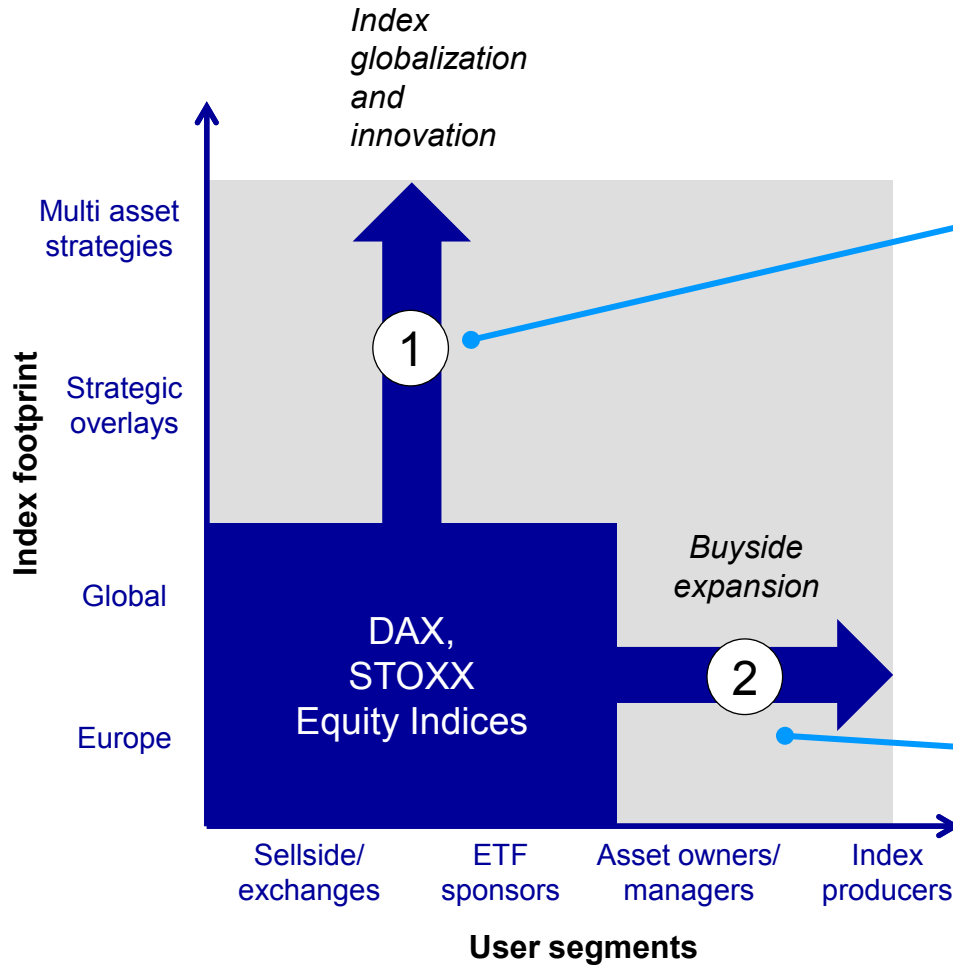 Index
globalization
and
innovation
Multi asset
strategies
1
Strategic
overlays
Index footprint
Buyside
expansion
Global
DAX,
STOXX
Equity Indices
2
Europe
Sellside/
exchanges
ETF
sponsors
Asset owners/
managers
Index
producers
User segments